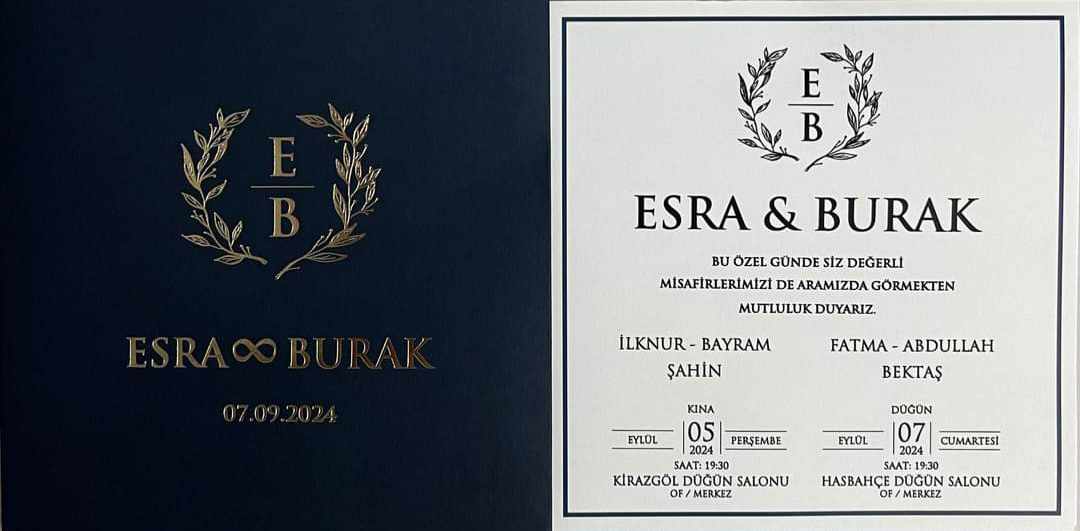 E
B
ESRA ∞ BURAK
07.09.2024
E
B
ESRA & BURAK
BU ÖZEL GÜNDE SİZ DEĞERLİ
MİSAFİRLERİMİZİ DE ARAMIZDA GÖRMEKTEN
MUTLULUK DUYARIZ.
İLKNUR - BAYRAM
ŞAHİN
FATMA - ABDULLAH
BEKTAŞ
KINA
EYLÜL 05 PERŞEMBE
2024
SAAT: 19:30
KİRAZGÖL DÜĞÜN SALONU
OF / MERKEZ
DÜĞÜN
EYLÜL 07 CUMARTESİ
2024
SAAT: 19:30
HASBAHÇE DÜĞÜN SALONU
OF / MERKEZ